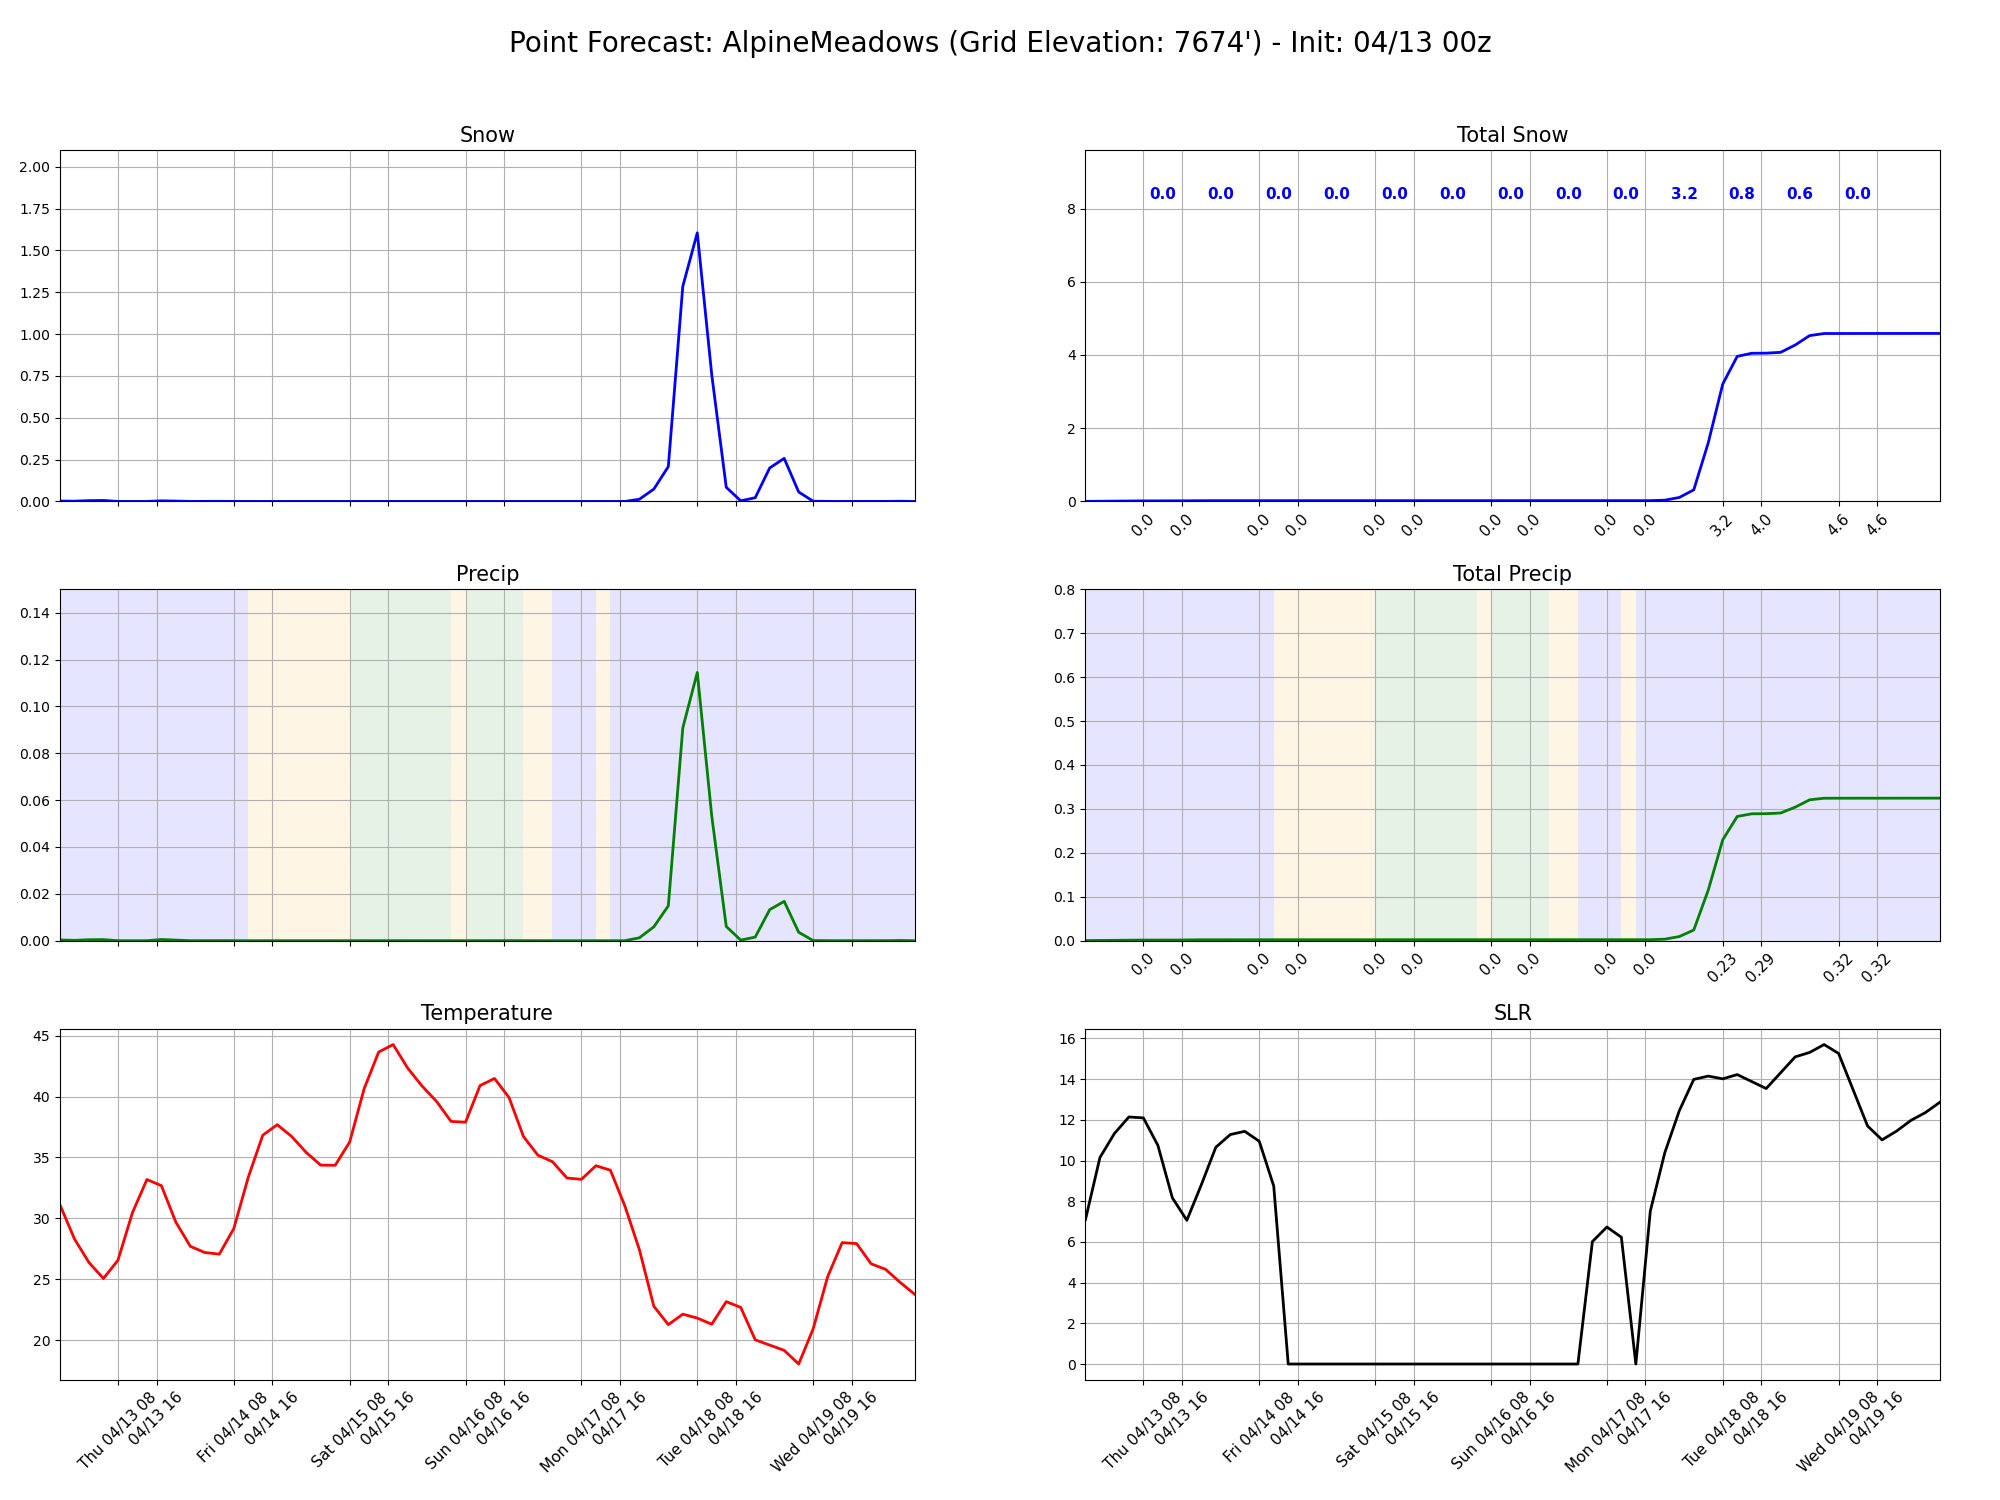 Point Forecast: AlpineMeadows (Grid Elevation: 7674') - Init: 04/13 00z
Snow
2.00
1.75
1.50
1.25
1.00
0.75
0.50
0.25
0.00
Total Snow
0.0 0.0 0.0 0.0 0.0 0.0 0.0 0.0 0.0 3.2 0.8 0.6 0.0
8
6
4
2
0
0.0 0.0 0.0 0.0 0.0 0.0 0.0 0.0 0.0 0.0 3.2 4.0 4.6 4.6
Precip
0.14
0.12
0.10
0.08
0.06
0.04
0.02
0.00
Total Precip
0.8
0.7
0.6
0.5
0.4
0.3
0.2
0.1
0.0
0.0 0.0 0.0 0.0 0.0 0.0 0.0 0.0 0.0 0.0 0.23 0.29 0.32 0.32
Temperature
45
40
35
30
25
20
Thu 04/13 08
04/13 16
Fri 04/14 08
04/14 16
Sat 04/15 08
04/15 16
Sun 04/16 08
04/16 16
Mon 04/17 08
04/17 16
Tue 04/18 08
04/18 16
Wed 04/19 08
04/19 16
SLR
16
14
12
10
8
6
4
2
0
Thu 04/13 08
04/13 16
Fri 04/14 08
04/14 16
Sat 04/15 08
04/15 16
Sun 04/16 08
04/16 16
Mon 04/17 08
04/17 16
Tue 04/18 08
04/18 16
Wed 04/19 08
04/19 16